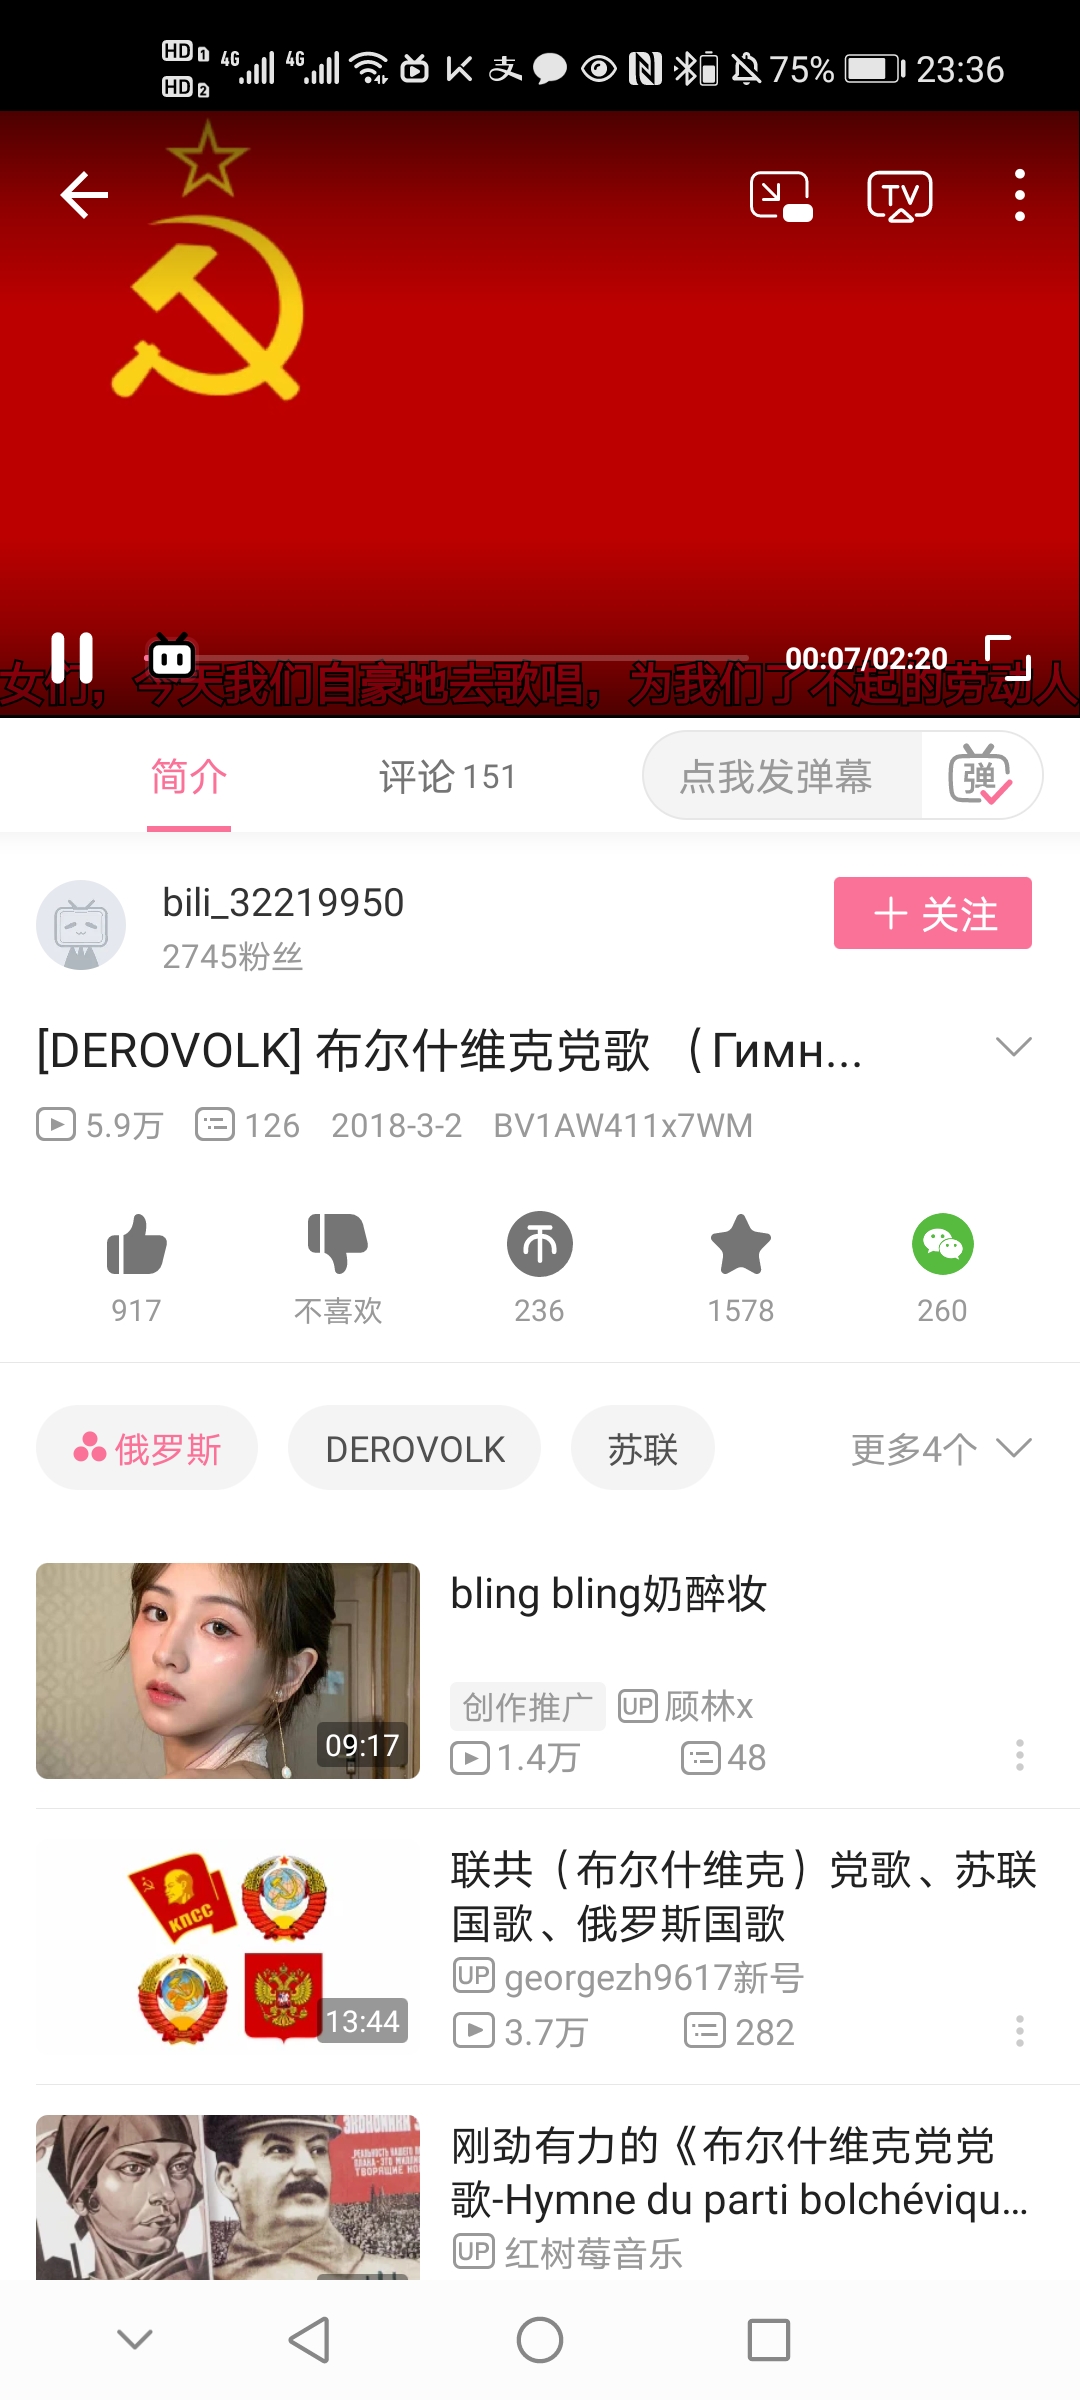 HD 1 4G 4G 75% 23:36
HD 2
TV
00:07/02:20
女们，今天我们自豪地去歌唱，为我们了不起的劳动人
简介 评论 151 点我发弹幕 弹
bili_32219950
+ 关注
2745粉丝
[DEROVOLK] 布尔什维克党歌 （Гимн...
5.9万 126 2018-3-2 BV1AW411x7WM
917 不喜欢 236 1578 260
俄罗斯 DEROVOLK 苏联 更多4个
bling bling奶醉妆
创作推广 UP 顾林x
09:17
1.4万 48
联共（布尔什维克）党歌、苏联
国歌、俄罗斯国歌
КПСС
UP georgezh9617新号
13:44
3.7万 282
刚劲有力的《布尔什维克党党
歌-Hymne du parti bolchéviqu...
UP 红树莓音乐